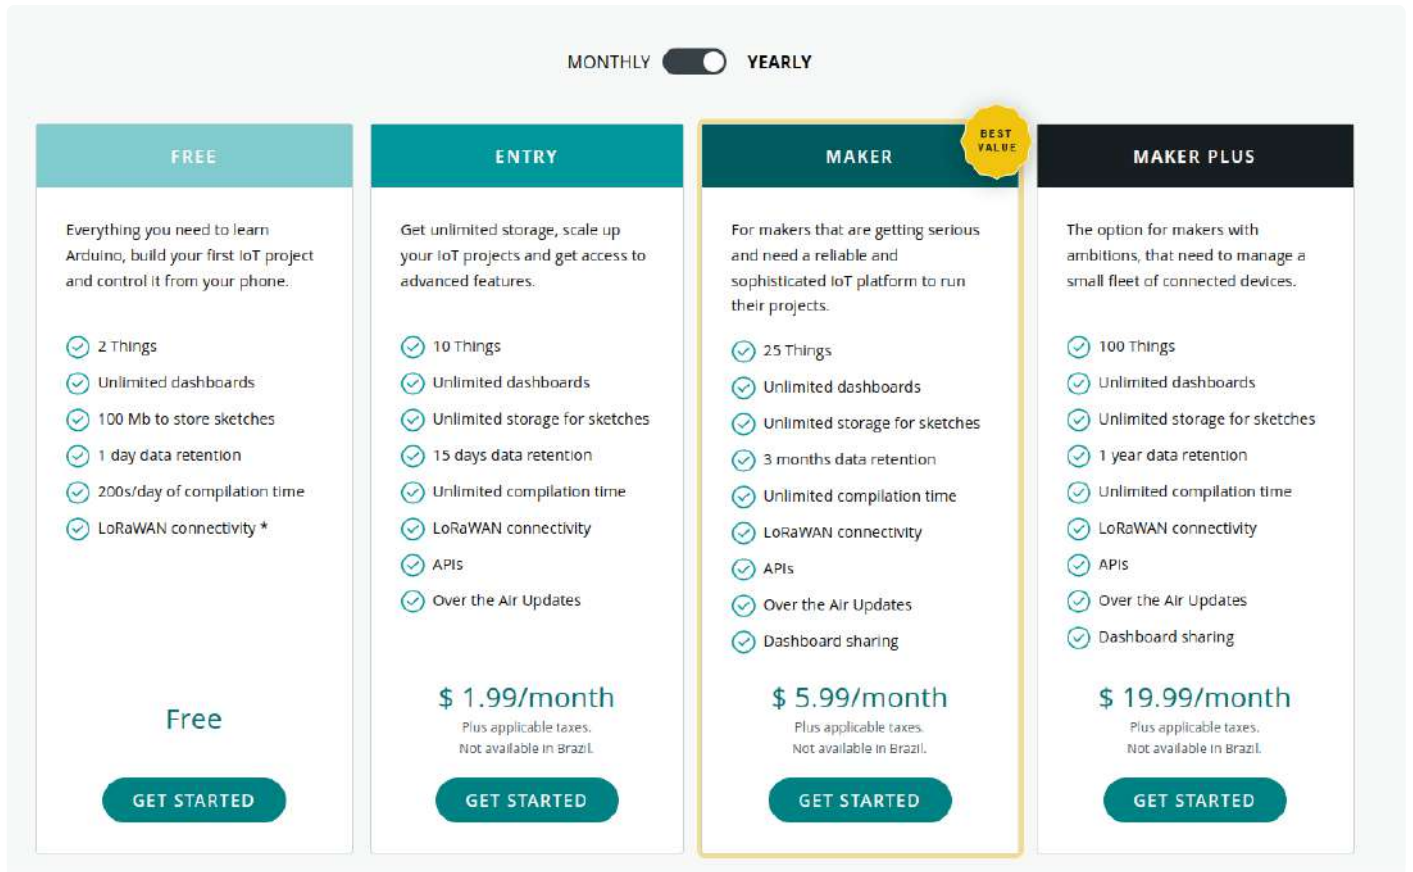 MONTHLY YEARLY
FREE
Everything you need to learn
Arduino, build your first IoT project
and control it from your phone.
2 Things
Unlimited dashboards
100 Mb to store sketches
1 day data retention
200s/day of compilation time
LoRaWAN connectivity *
Free
GET STARTED
ENTRY
Get unlimited storage, scale up
your IoT projects and get access to
advanced features.
10 Things
Unlimited dashboards
Unlimited storage for sketches
15 days data retention
Unlimited compilation time
LoRaWAN connectivity
APIs
Over the Air Updates
$ 1.99/month
Plus applicable taxes.
Not available in Brazil.
GET STARTED
MAKER
BEST
VALUE
For makers that are getting serious
and need a reliable and
sophisticated IoT platform to run
their projects.
25 Things
Unlimited dashboards
Unlimited storage for sketches
3 months data retention
Unlimited compilation time
LoRaWAN connectivity
APIs
Over the Air Updates
Dashboard sharing
$ 5.99/month
Plus applicable taxes.
Not available in Brazil.
GET STARTED
MAKER PLUS
The option for makers with
ambitions, that need to manage a
small fleet of connected devices.
100 Things
Unlimited dashboards
Unlimited storage for sketches
1 year data retention
Unlimited compilation time
LoRaWAN connectivity
APIs
Over the Air Updates
Dashboard sharing
$ 19.99/month
Plus applicable taxes.
Not available in Brazil.
GET STARTED